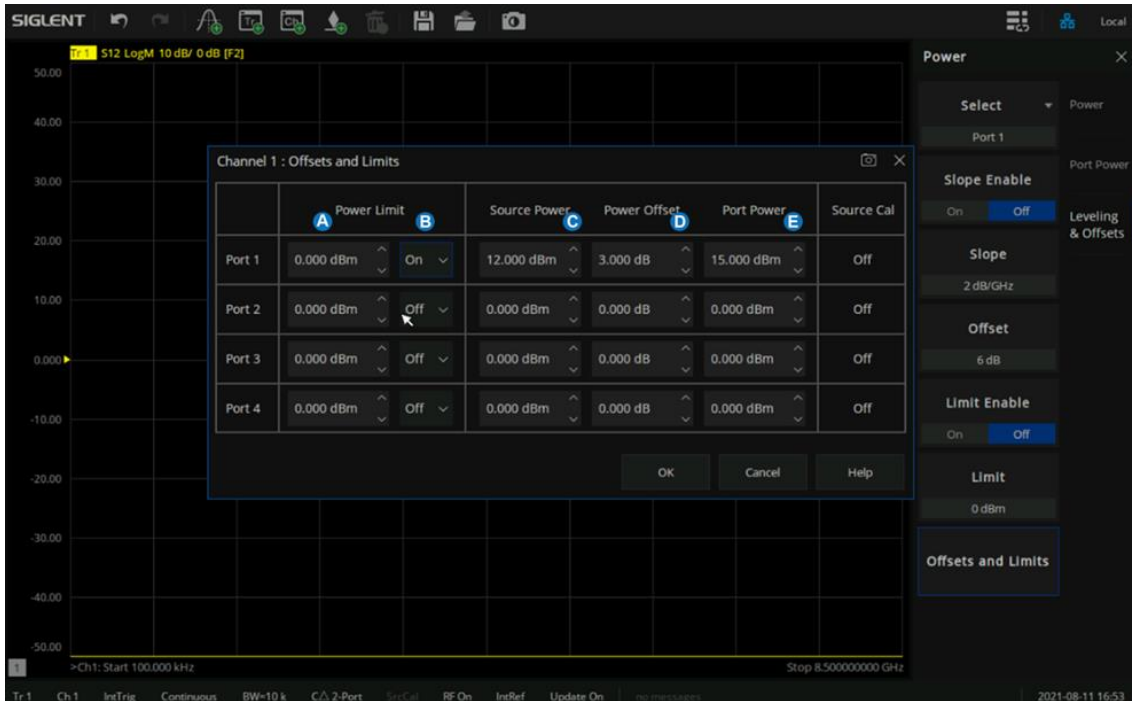 SIGLENT Tr Ch Local
Tr 1 S12 LogM 10 dB/ 0 dB [F2]
50.00
40.00
30.00
20.00
10.00
0.000
-10.00
-20.00
-30.00
-40.00
-50.00
Channel 1 : Offsets and Limits
Power Limit Source Power Power Offset Port Power Source Cal
A B C D E
Port 1 0.000 dBm On 12.000 dBm 3.000 dB 15.000 dBm Off
Port 2 0.000 dBm Off 0.000 dBm 0.000 dB 0.000 dBm Off
Port 3 0.000 dBm Off 0.000 dBm 0.000 dB 0.000 dBm Off
Port 4 0.000 dBm Off 0.000 dBm 0.000 dB 0.000 dBm Off
OK Cancel Help
Power
Select
Port 1
Slope Enable
On Off
Slope
2 dB/GHz
Offset
6 dB
Limit Enable
On Off
Limit
0 dBm
Offsets and Limits
Power
Port Power
Leveling
& Offsets
1 >Ch1: Start 100.000 kHz Stop 8.500000000 GHz
Tr 1 Ch 1 IntTrig Continuous BW=10 k C△ 2-Port SrcCal RF On IntRef Update On no messages 2021-08-11 16:53